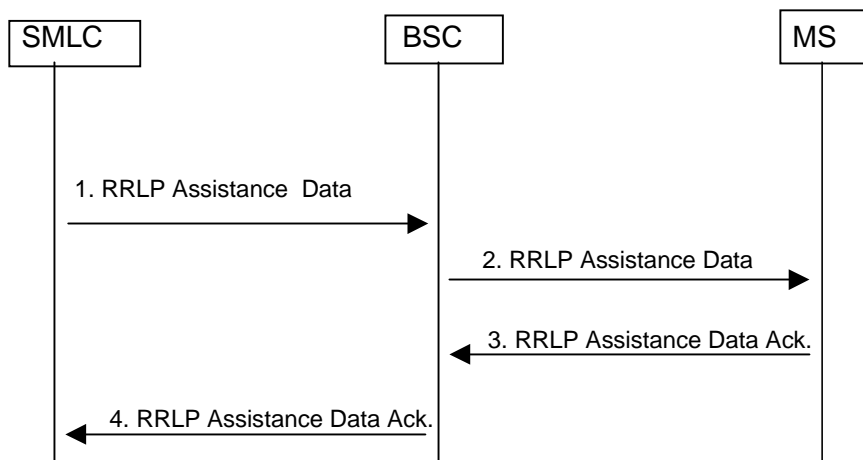 SMLC
BSC
MS
1. RRLP Assistance Data
2. RRLP Assistance Data
3. RRLP Assistance Data Ack.
4. RRLP Assistance Data Ack.